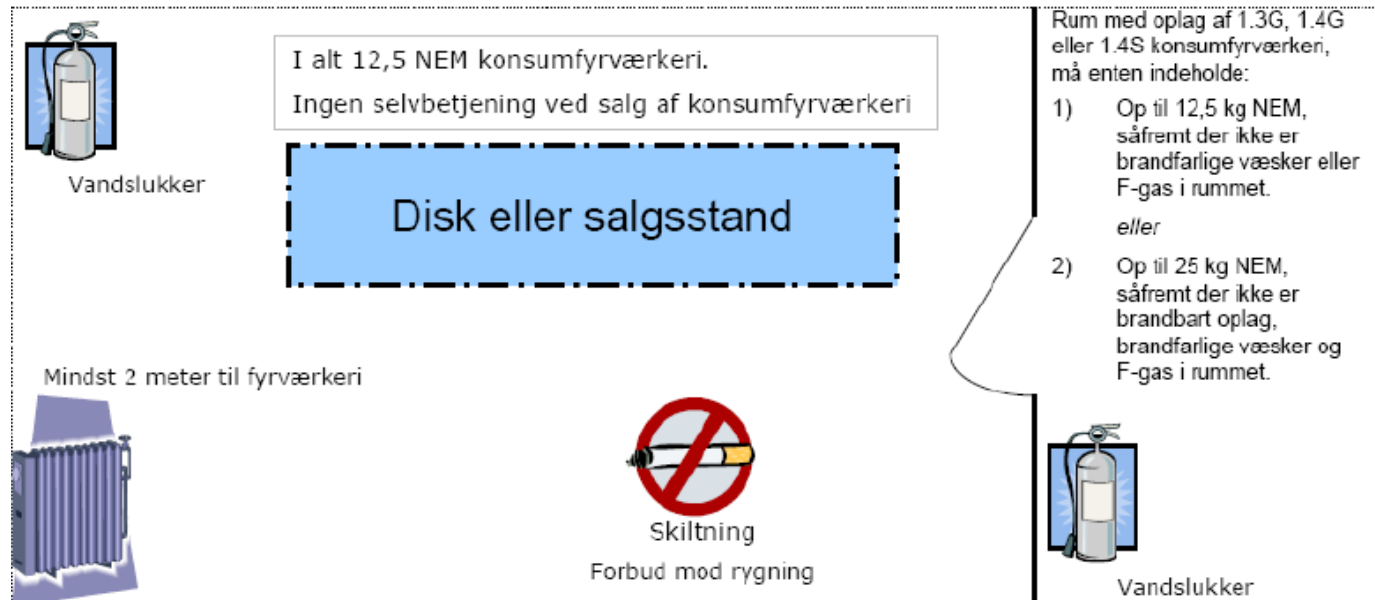 I alt 12,5 NEM konsumfyrværkeri.
Ingen selvbetjening ved salg af konsumfyrværkeri
Vandslukker
Disk eller salgsstand
Mindst 2 meter til fyrværkeri
Skiltning
Forbud mod rygning
Rum med oplag af 1.3G, 1.4G
eller 1.4S konsumfyrværkeri,
må enten indeholde:
1) Op til 12,5 kg NEM,
såfremt der ikke er
brandfarlige væsker eller
F-gas i rummet.
eller
2) Op til 25 kg NEM,
såfremt der ikke er
brandbart oplag,
brandfarlige væsker og
F-gas i rummet.
Vandslukker